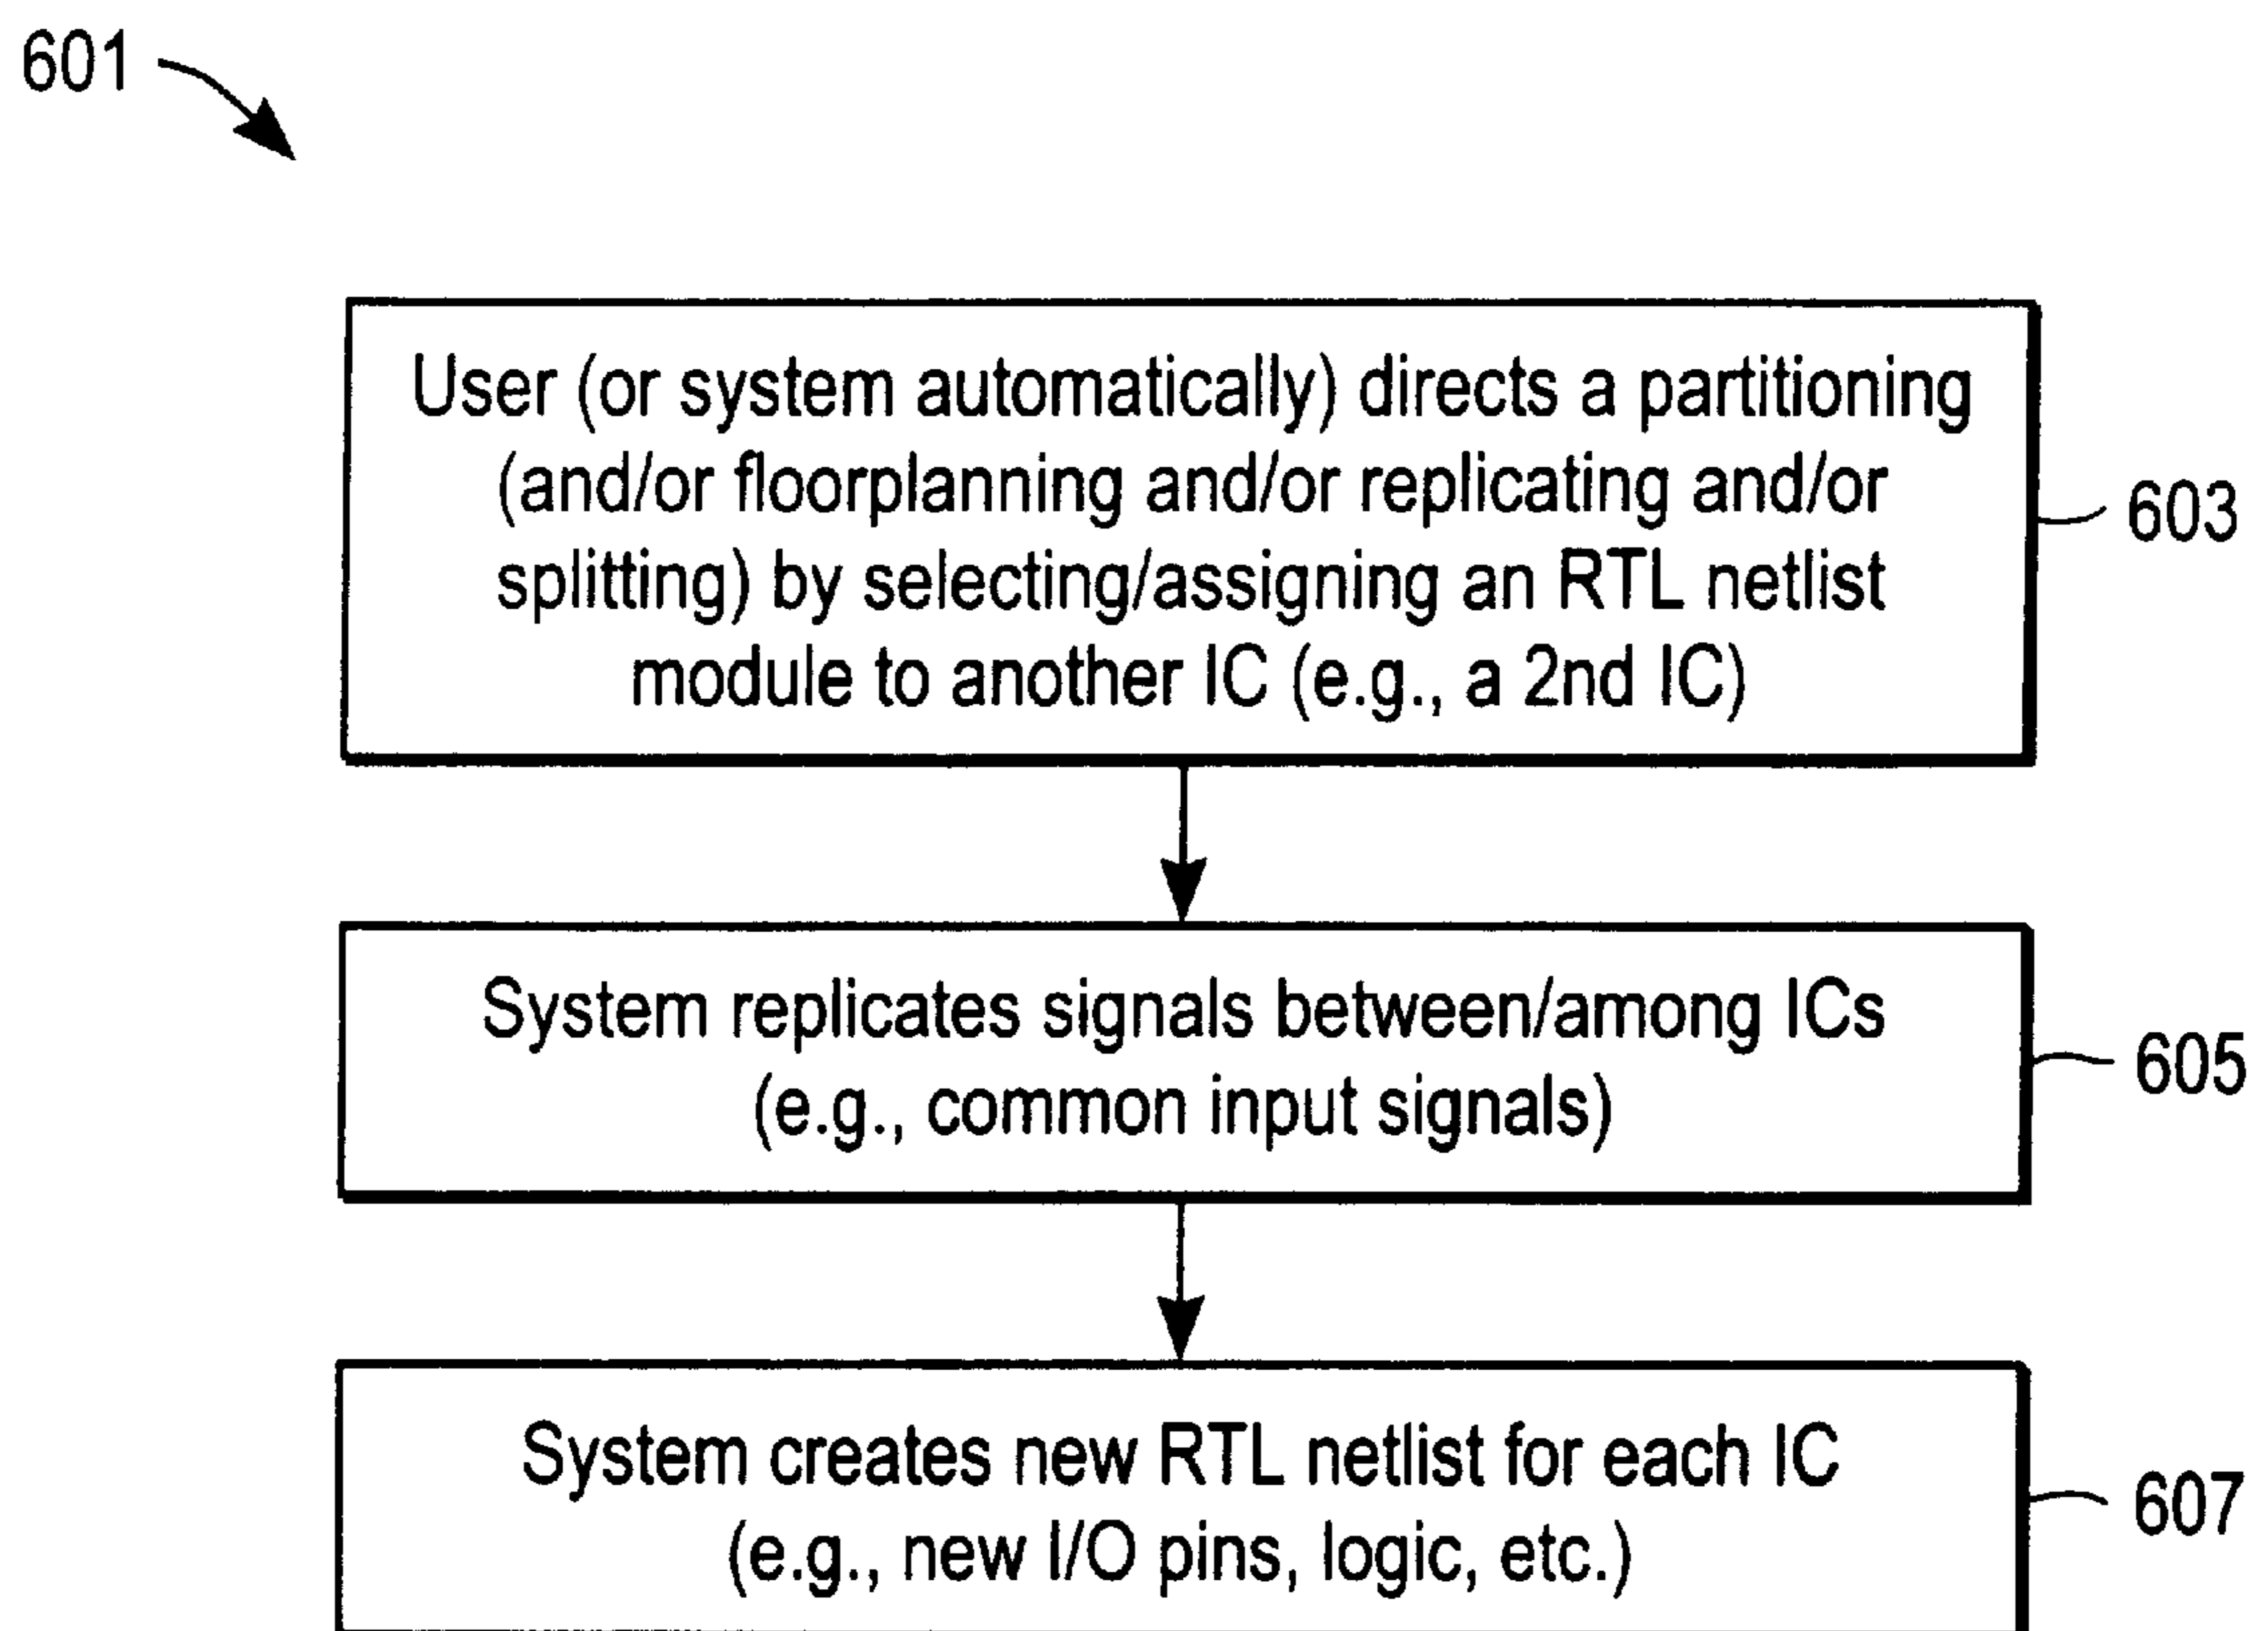 601
User (or system automatically) directs a partitioning
(and/or floorplanning and/or replicating and/or
splitting) by selecting/assigning an RTL netlist
module to another IC (e.g., a 2nd IC)
603
System replicates signals between/among ICs
(e.g., common input signals)
605
System creates new RTL netlist for each IC
(e.g., new I/O pins, logic, etc.)
607